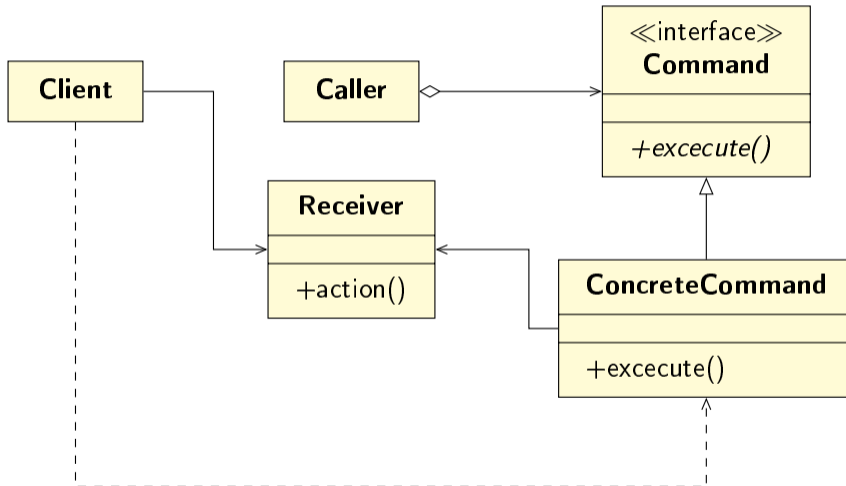 Client
Caller
≪interface≫
Command
+excecute()
Receiver
+action()
ConcreteCommand
+excecute()